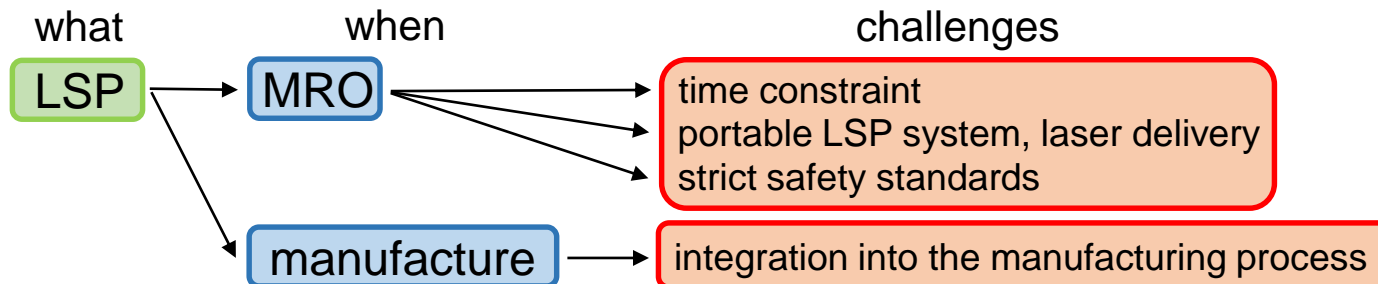 what
when
challenges
LSP
MRO
time constraint
portable LSP system, laser delivery
strict safety standards
manufacture
integration into the manufacturing process